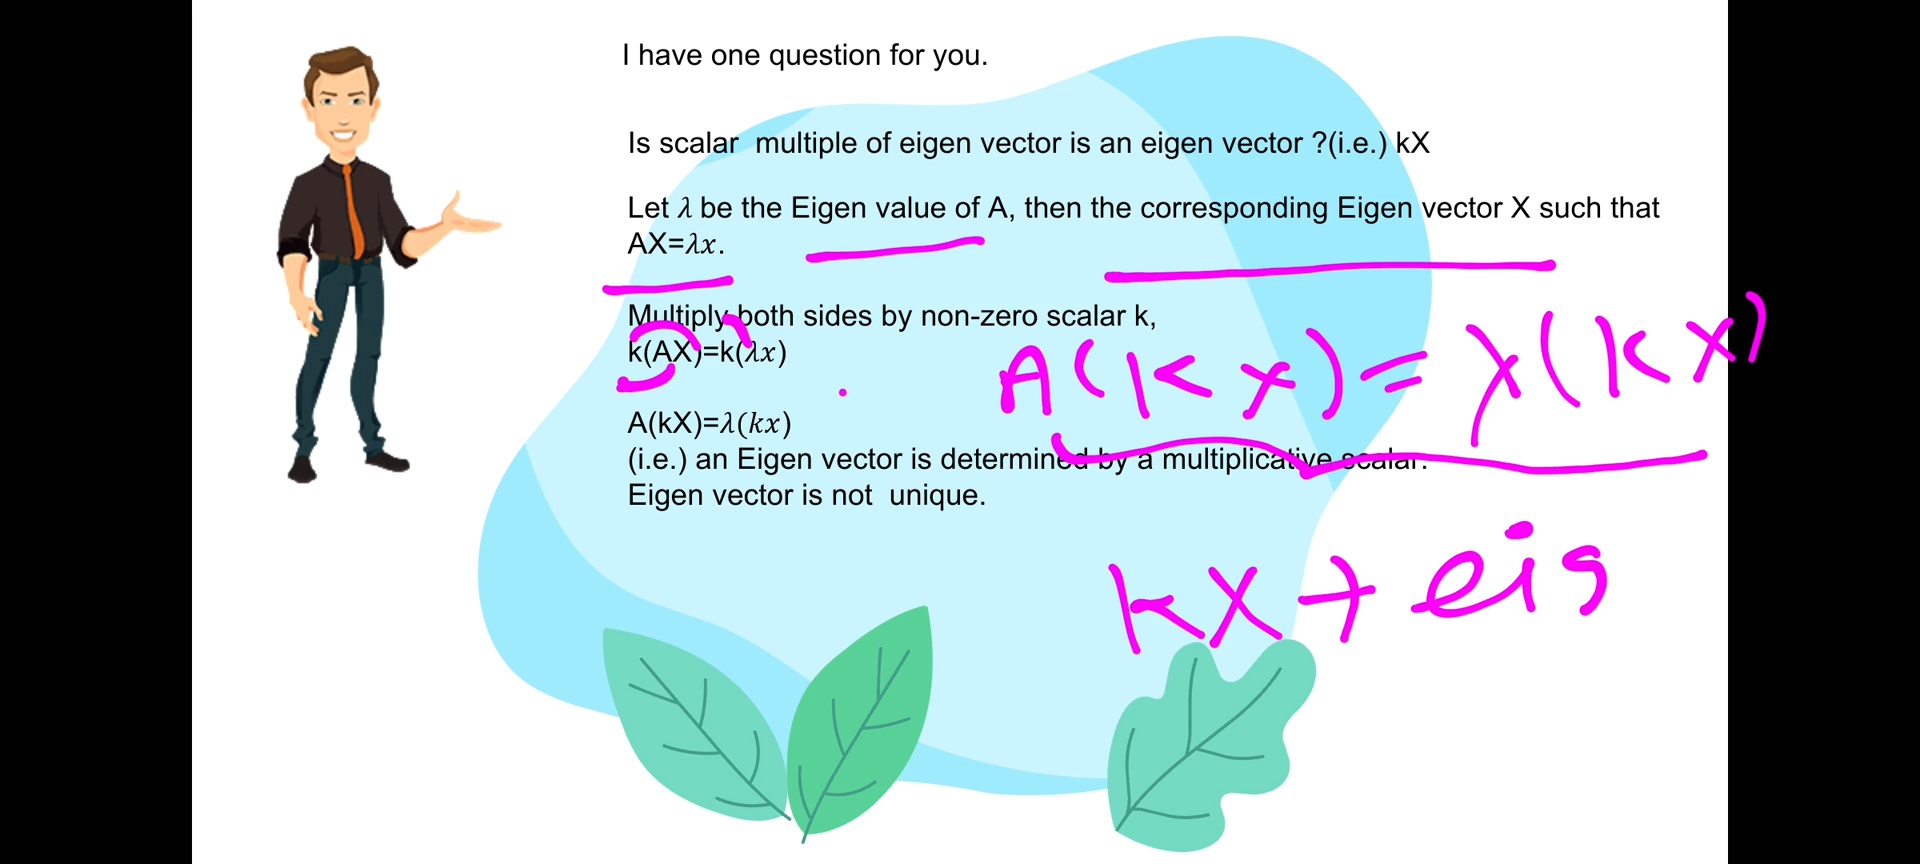 I have one question for you.
Is scalar multiple of eigen vector is an eigen vector ?(i.e.) kX
Let λ be the Eigen value of A, then the corresponding Eigen vector X such that
AX=λx.
Multiply both sides by non-zero scalar k,
k(AX)=k(λx)
A(kx)=λ(kx)
A(kX)=λ(kx)
(i.e.) an Eigen vector is determined by a multiplicative scalar.
Eigen vector is not unique.
kX → eig